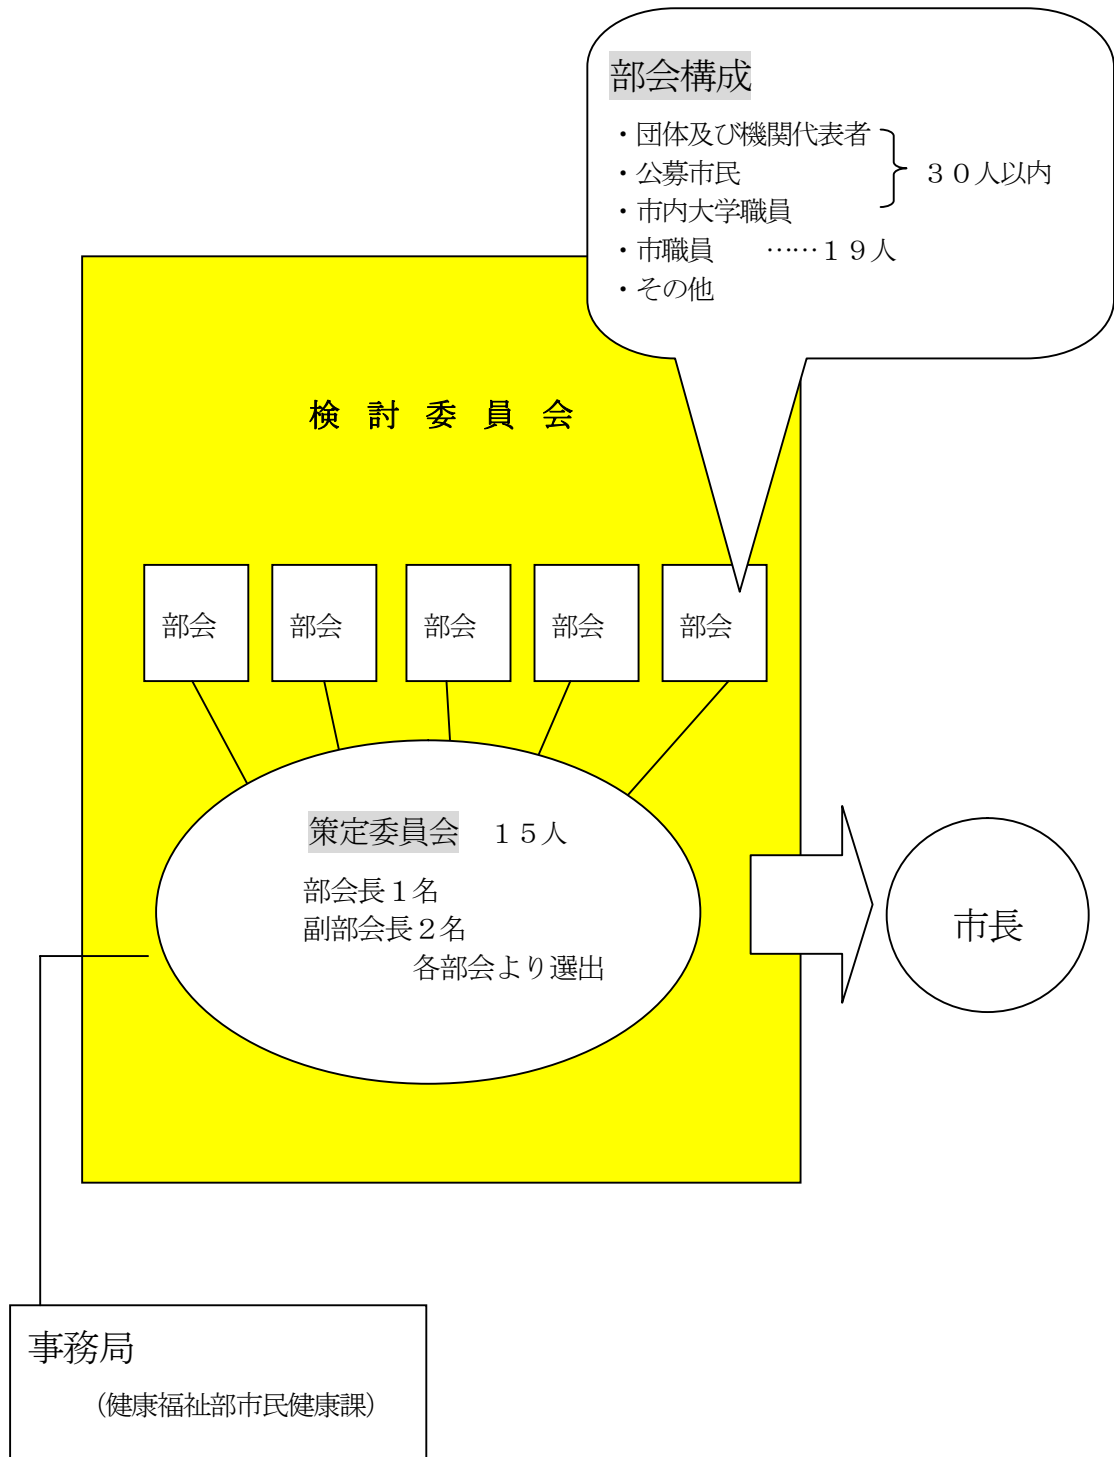 部会構成
・団体及び機関代表者
・公募市民
３０人以内
・市内大学職員
・市職員　　……１９人
・その他
検　討　委　員　会
部会　部会　部会　部会　部会
策定委員会　１５人
部会長１名
副部会長２名
各部会より選出
市長
事務局
（健康福祉部市民健康課）